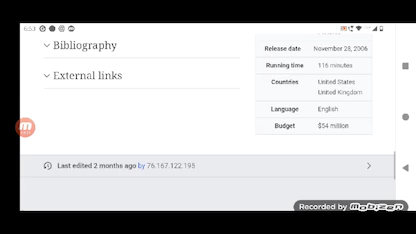 6:53
Bibliography
External links
Release date November 28, 2006
Running time 116 minutes
Countries United States
United Kingdom
Language English
Budget $54 million
Last edited 2 months ago by 76.167.122.195
Recorded by Mobizen